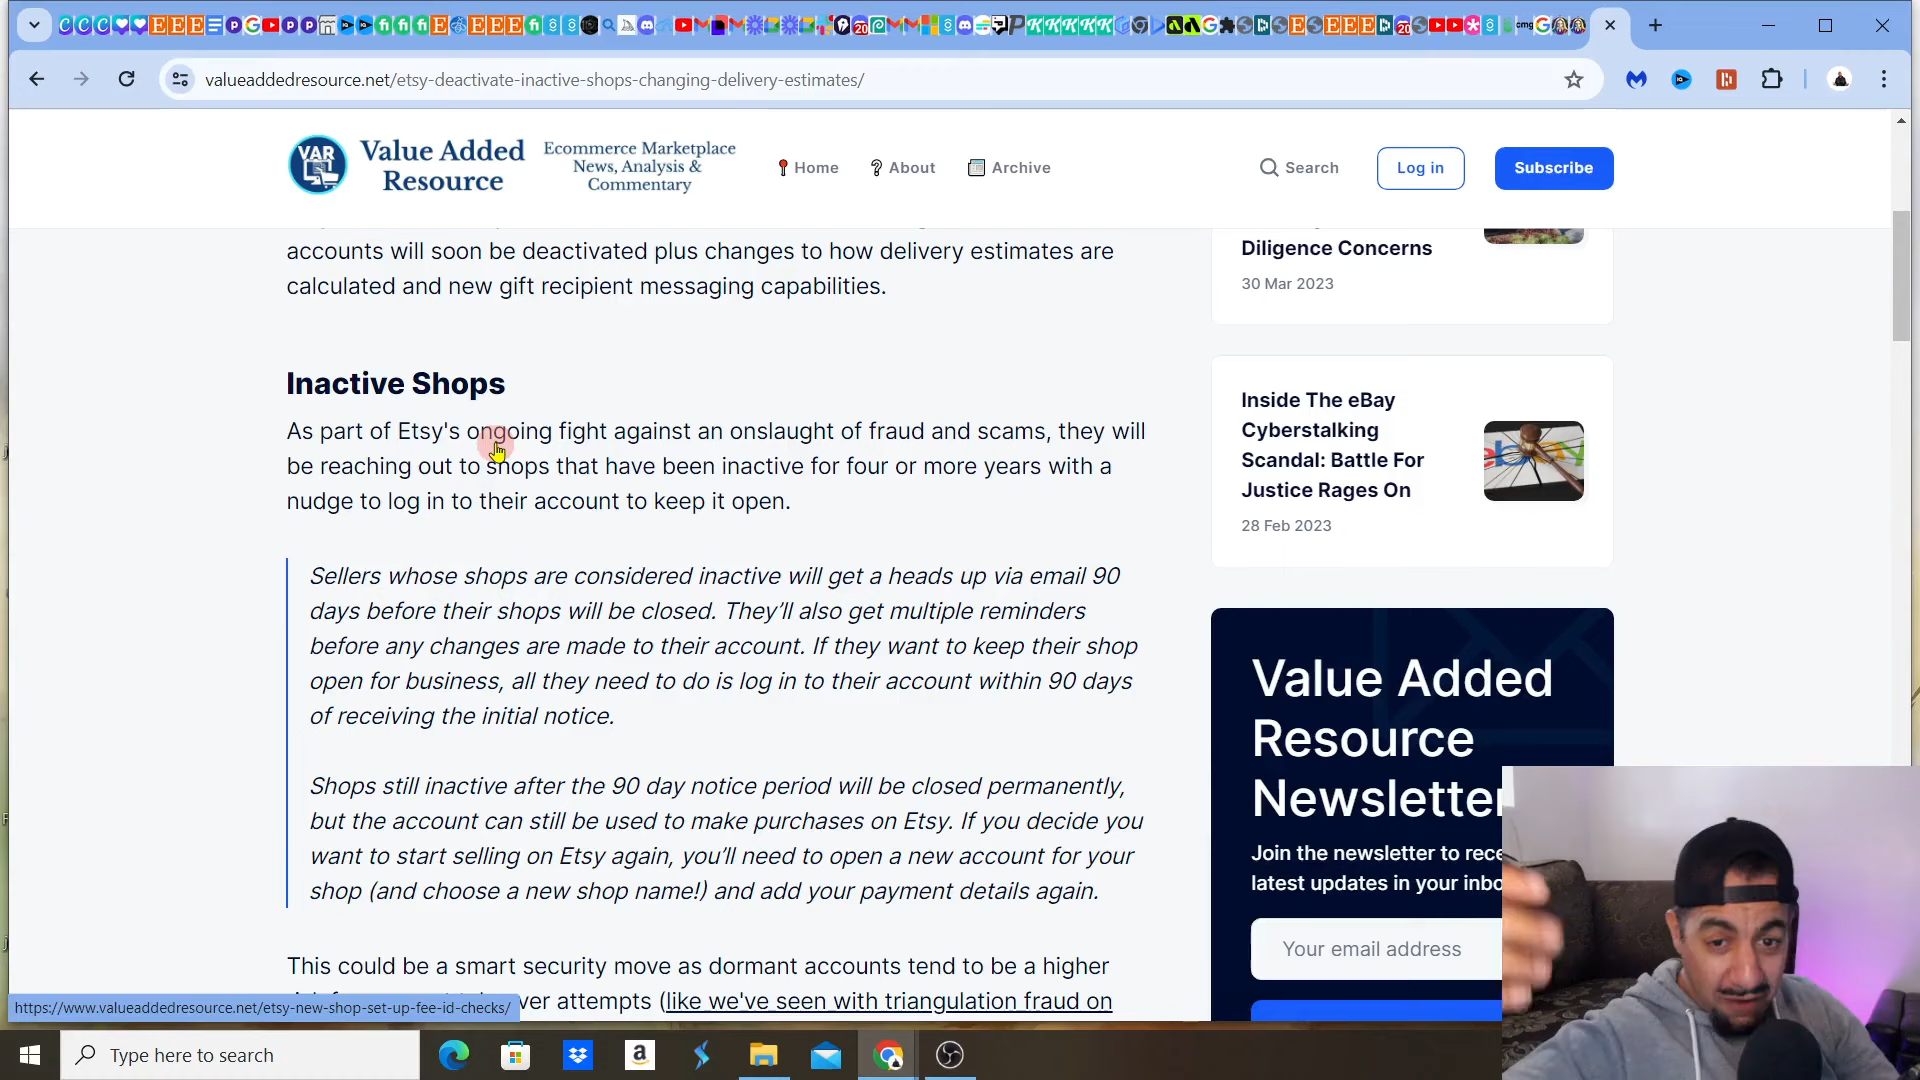 valueaddedresource.net/etsy-deactivate-inactive-shops-changing-delivery-estimates/
VAR
Value Added
Resource
Ecommerce Marketplace
News, Analysis &
Commentary
Home
About
Archive
Search
Log in
Subscribe
accounts will soon be deactivated plus changes to how delivery estimates are
calculated and new gift recipient messaging capabilities.
Inactive Shops
As part of Etsy's ongoing fight against an onslaught of fraud and scams, they will
be reaching out to shops that have been inactive for four or more years with a
nudge to log in to their account to keep it open.
Sellers whose shops are considered inactive will get a heads up via email 90
days before their shops will be closed. They’ll also get multiple reminders
before any changes are made to their account. If they want to keep their shop
open for business, all they need to do is log in to their account within 90 days
of receiving the initial notice.
Shops still inactive after the 90 day notice period will be closed permanently,
but the account can still be used to make purchases on Etsy. If you decide you
want to start selling on Etsy again, you’ll need to open a new account for your
shop (and choose a new shop name!) and add your payment details again.
This could be a smart security move as dormant accounts tend to be a higher
attempts (like we've seen with triangulation fraud on
Diligence Concerns
30 Mar 2023
Inside The eBay
Cyberstalking
Scandal: Battle For
Justice Rages On
28 Feb 2023
Value Added
Resource
Newsletter
Join the newsletter to
latest updates in your
Your email address
https://www.valueaddedresource.net/etsy-new-shop-set-up-fee-id-checks/
Type here to search